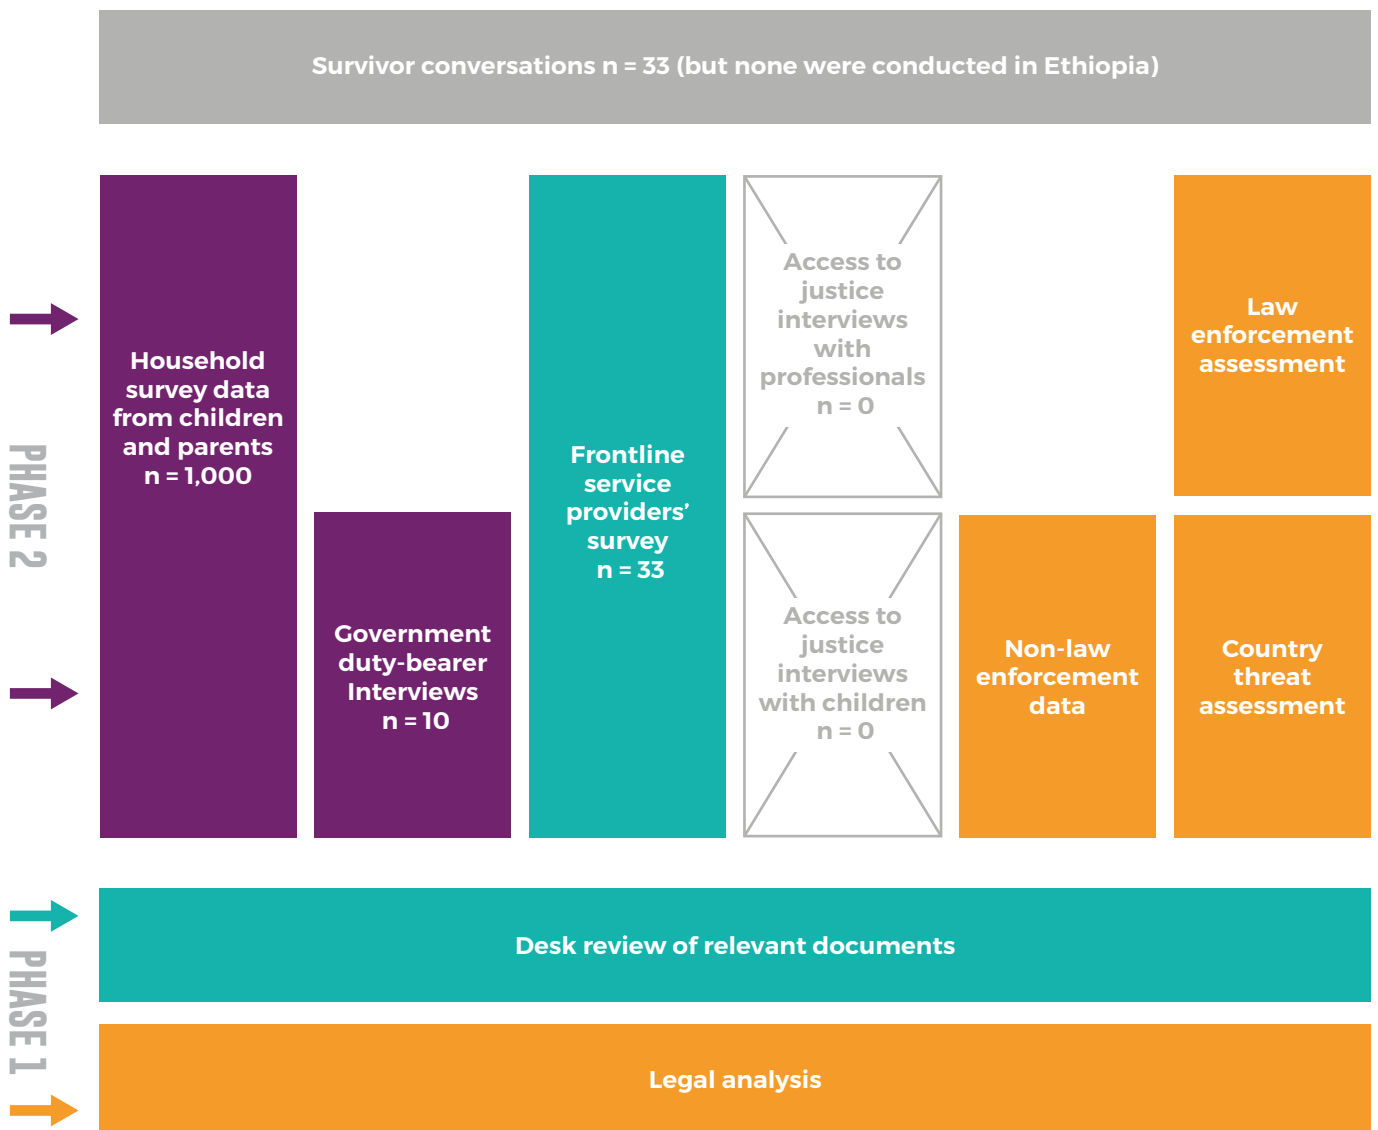 Survivor conversations n = 33 (but none were conducted in Ethiopia)
PHASE 2
Household
survey data
from children
and parents
n = 1,000
Government
duty-bearer
Interviews
n = 10
Frontline
service
providers’
survey
n = 33
Access to
justice
interviews
with
professionals
n = 0
Access to
justice
interviews
with children
n = 0
Non-law
enforcement
data
Law
enforcement
assessment
Country
threat
assessment
PHASE 1
Desk review of relevant documents
Legal analysis